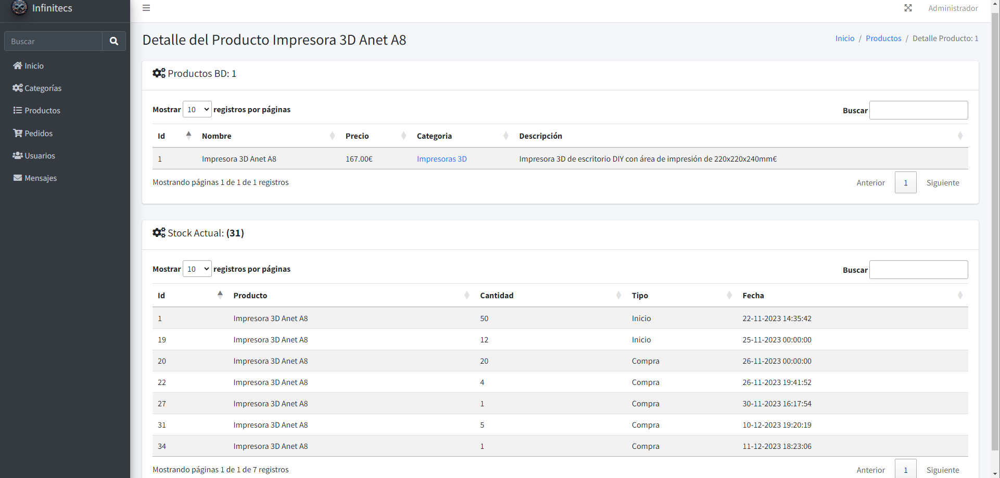 Infinitecs
Administrador
Buscar
Inicio
Categorías
Productos
Pedidos
Usuarios
Mensajes
Detalle del Producto Impresora 3D Anet A8
Inicio / Productos / Detalle Producto: 1
Productos BD: 1
Mostrar 10 registros por páginas
Buscar
Id Nombre Precio Categoria Descripción
1 Impresora 3D Anet A8 167.00€ Impresoras 3D Impresora 3D de escritorio DIY con área de impresión de 220x220x240mm€
Mostrando páginas 1 de 1 de 1 registros
Anterior 1 Siguiente
Stock Actual: (31)
Mostrar 10 registros por páginas
Buscar
Id Producto Cantidad Tipo Fecha
1 Impresora 3D Anet A8 50 Inicio 22-11-2023 14:35:42
19 Impresora 3D Anet A8 12 Inicio 25-11-2023 00:00:00
20 Impresora 3D Anet A8 20 Compra 26-11-2023 00:00:00
22 Impresora 3D Anet A8 4 Compra 26-11-2023 19:41:52
27 Impresora 3D Anet A8 1 Compra 30-11-2023 16:17:54
31 Impresora 3D Anet A8 5 Compra 10-12-2023 19:20:19
34 Impresora 3D Anet A8 1 Compra 11-12-2023 18:23:06
Mostrando páginas 1 de 1 de 7 registros
Anterior 1 Siguiente